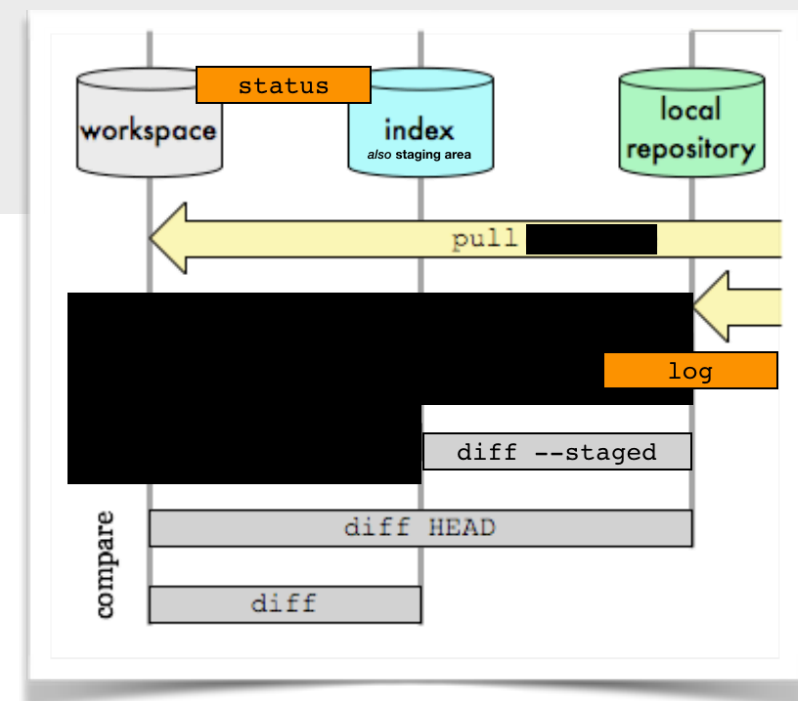 status
workspace
index
also staging area
local
repository
pull
log
diff --staged
diff HEAD
compare
diff